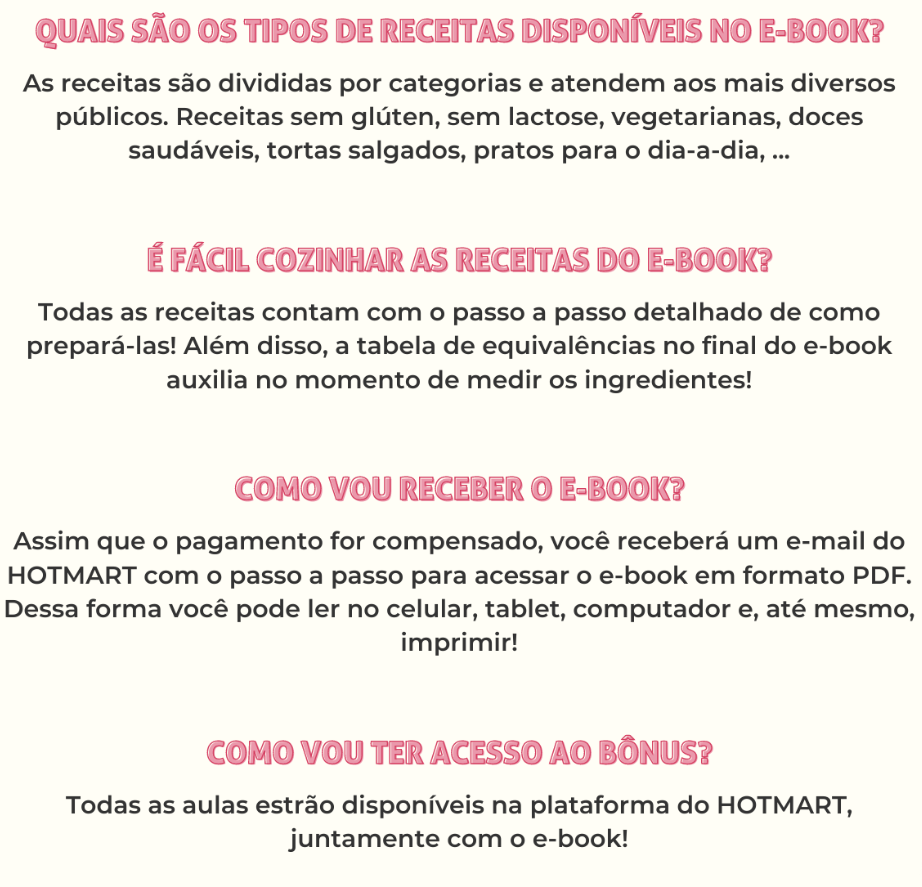 QUAIS SÃO OS TIPOS DE RECEITAS DISPONÍVEIS NO E-BOOK?
As receitas são divididas por categorias e atendem aos mais diversos
públicos. Receitas sem glúten, sem lactose, vegetarianas, doces
saudáveis, tortas salgados, pratos para o dia-a-dia, ...
É FÁCIL COZINHAR AS RECEITAS DO E-BOOK?
Todas as receitas contam com o passo a passo detalhado de como
prepará-las! Além disso, a tabela de equivalências no final do e-book
auxilia no momento de medir os ingredientes!
COMO VOU RECEBER O E-BOOK?
Assim que o pagamento for compensado, você receberá um e-mail do
HOTMART com o passo a passo para acessar o e-book em formato PDF.
Dessa forma você pode ler no celular, tablet, computador e, até mesmo,
imprimir!
COMO VOU TER ACESSO AO BÔNUS?
Todas as aulas estrão disponíveis na plataforma do HOTMART,
juntamente com o e-book!